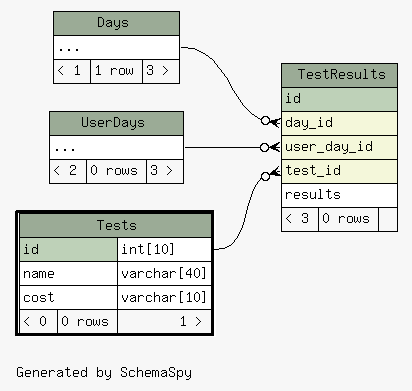 Days
...
< 1 1 row 3 >
UserDays
...
< 2 0 rows 3 >
Tests
id int[10]
name varchar[40]
cost varchar[10]
< 0 0 rows 1 >
TestResults
id
day_id
user_day_id
test_id
results
< 3 0 rows
Generated by SchemaSpy